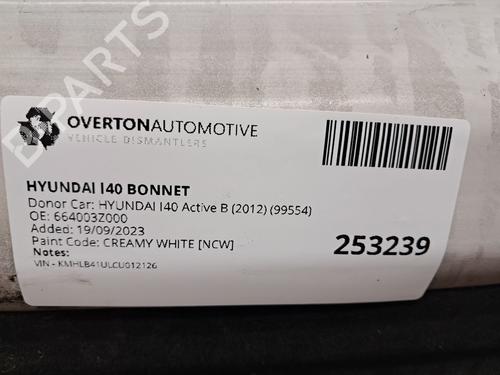 B-PARTS
OVERTONAUTOMOTIVE
VEHICLE DISMANTLERS
HYUNDAI I40 BONNET
Donor Car: HYUNDAI I40 Active B (2012) (99554)
OE: 664003Z000
Added: 19/09/2023
Paint Code: CREAMY WHITE [NCW]
Notes:
VIN - KMHLB41ULCU012126
253239